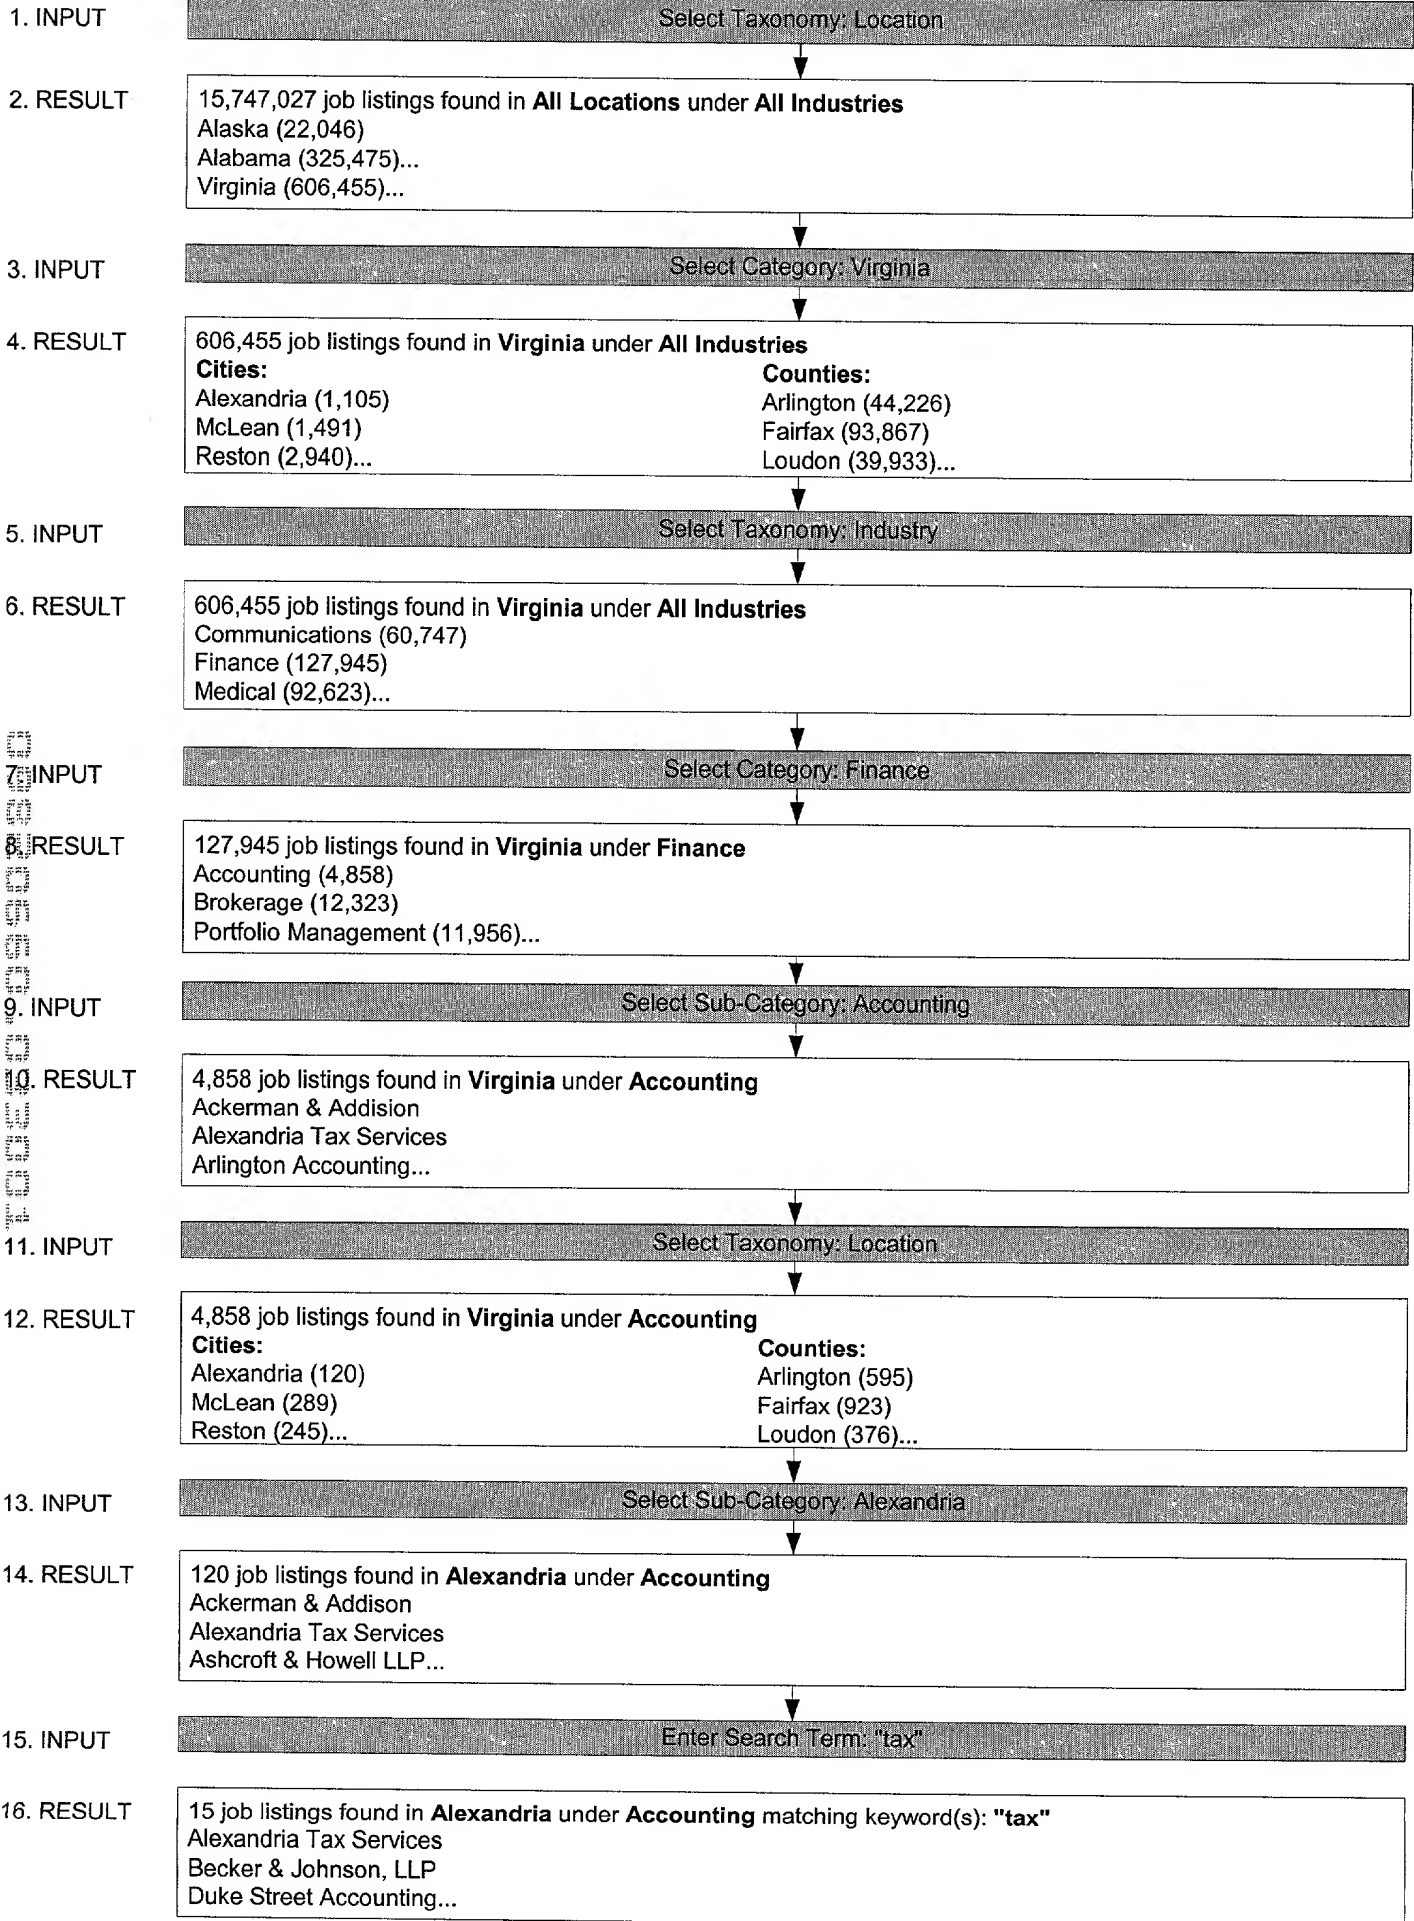 1. INPUT
Select Taxonomy: Location
2. RESULT
15,747,027 job listings found in All Locations under All Industries
Alaska (22,046)
Alabama (325,475)...
Virginia (606,455)...
3. INPUT
Select Category: Virginia
4. RESULT
606,455 job listings found in Virginia under All Industries
Cities:
Alexandria (1,105)
McLean (1,491)
Reston (2,940)...
Counties:
Arlington (44,226)
Fairfax (93,867)
Loudon (39,933)...
5. INPUT
Select Taxonomy: Industry
6. RESULT
606,455 job listings found in Virginia under All Industries
Communications (60,747)
Finance (127,945)
Medical (92,623)...
7. INPUT
Select Category: Finance
8. RESULT
127,945 job listings found in Virginia under Finance
Accounting (4,858)
Brokerage (12,323)
Portfolio Management (11,956)...
9. INPUT
Select Sub-Category: Accounting
10. RESULT
4,858 job listings found in Virginia under Accounting
Ackerman & Addision
Alexandria Tax Services
Arlington Accounting...
11. INPUT
Select Taxonomy: Location
12. RESULT
4,858 job listings found in Virginia under Accounting
Cities:
Alexandria (120)
McLean (289)
Reston (245)...
Counties:
Arlington (595)
Fairfax (923)
Loudon (376)...
13. INPUT
Select Sub-Category: Alexandria
14. RESULT
120 job listings found in Alexandria under Accounting
Ackerman & Addison
Alexandria Tax Services
Ashcroft & Howell LLP...
15. INPUT
Enter Search Term: "tax"
16. RESULT
15 job listings found in Alexandria under Accounting matching keyword(s): "tax"
Alexandria Tax Services
Becker & Johnson, LLP
Duke Street Accounting...